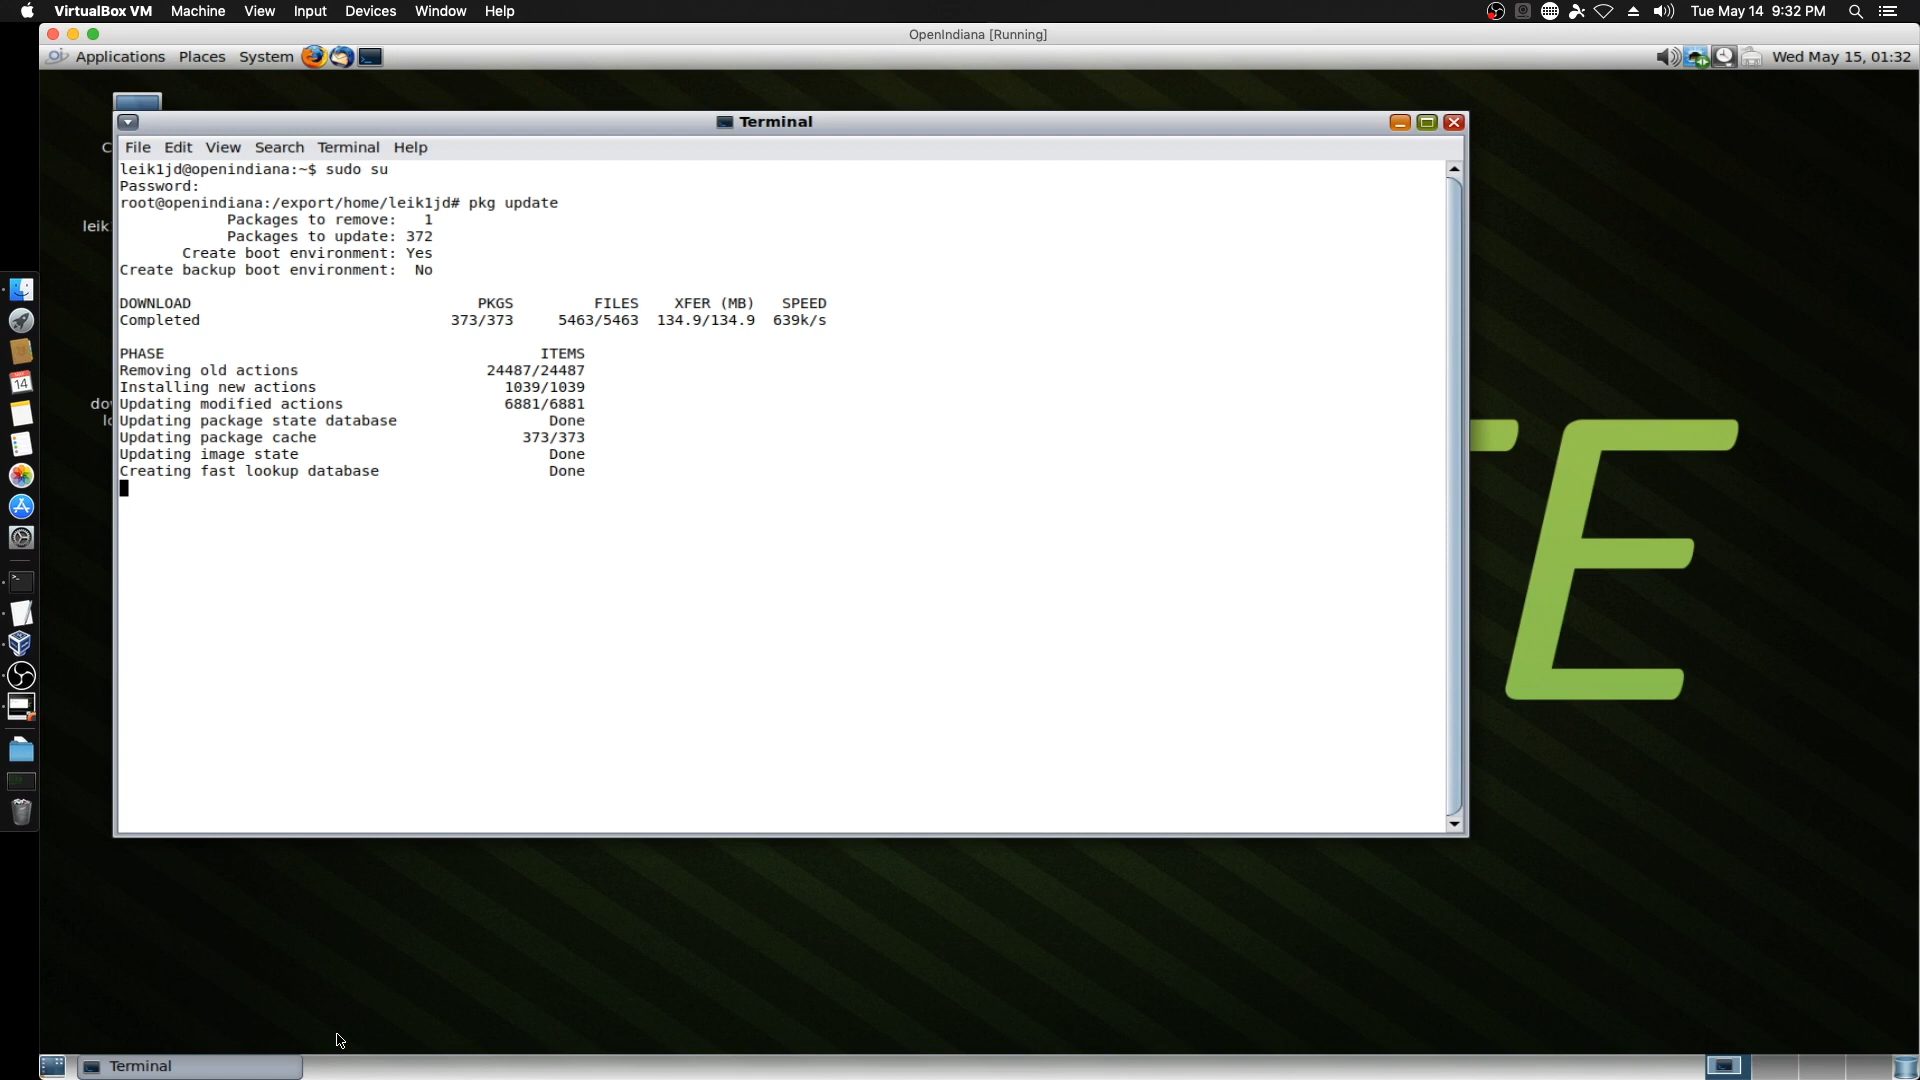 VirtualBox VM Machine View Input Devices Window Help Tue May 14 9:32 PM
OpenIndiana [Running]
Applications Places System Wed May 15, 01:32
Terminal
File Edit View Search Terminal Help
leik1jd@openindiana:~$ sudo su
Password:
root@openindiana:/export/home/leik1jd# pkg update
Packages to remove: 1
Packages to update: 372
Create boot environment: Yes
Create backup boot environment: No
DOWNLOAD PKGS FILES XFER (MB) SPEED
Completed 373/373 5463/5463 134.9/134.9 639k/s
PHASE ITEMS
Removing old actions 24487/24487
Installing new actions 1039/1039
Updating modified actions 6881/6881
Updating package state database Done
Updating package cache 373/373
Updating image state Done
Creating fast lookup database Done
C
leik
do
lo
14
E
Terminal